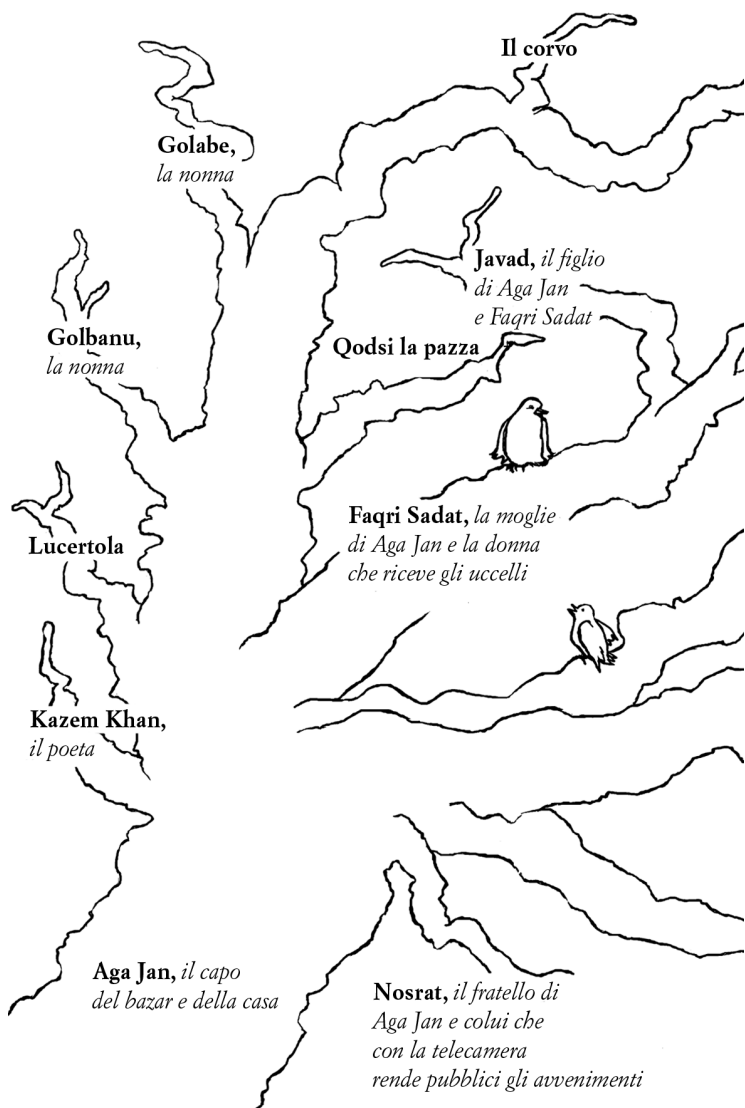 Il corvo
Golabe,
la nonna
Javad, il figlio
di Aga Jan
e Faqri Sadat
Golbanu,
la nonna
Qodsi la pazza
Faqri Sadat, la moglie
di Aga Jan e la donna
che riceve gli uccelli
Lucertola
Kazem Khan,
il poeta
Aga Jan, il capo
del bazar e della casa
Nosrat, il fratello di
Aga Jan e colui che
con la telecamera
rende pubblici gli avvenimenti